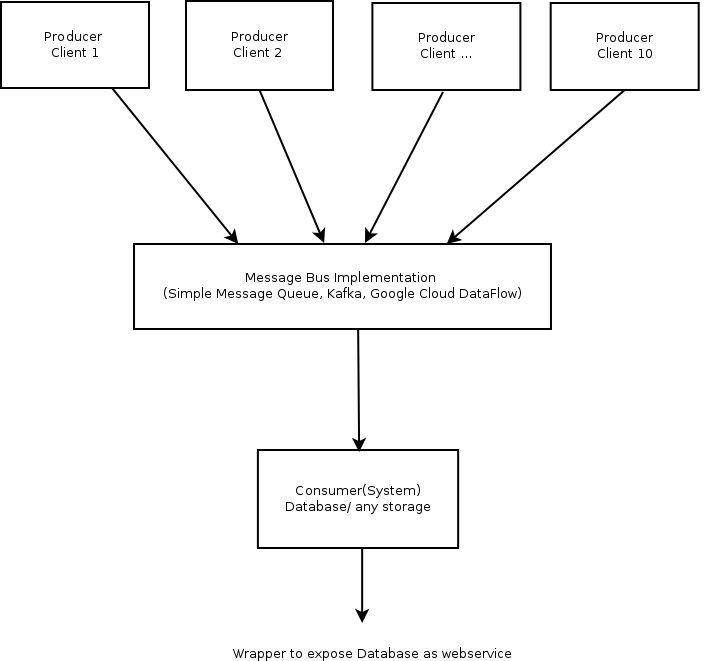 Producer
Client 1
Producer
Client 2
Producer
Client ...
Producer
Client 10
Message Bus Implementation
(Simple Message Queue, Kafka, Google Cloud DataFlow)
Consumer(System)
Database/ any storage
Wrapper to expose Database as webservice